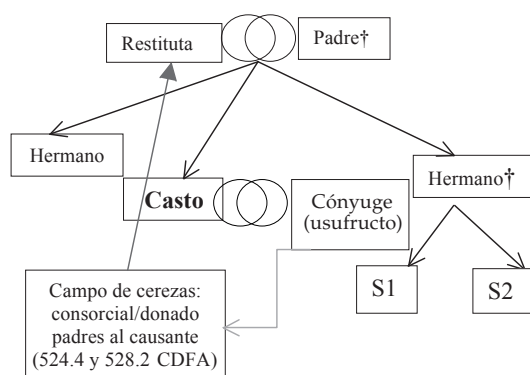 Restituta
Padre†
Hermano
Casto
Cónyuge
(usufructo)
Hermano†
S1
S2
Campo de cerezas:
consorcial/donado
padres al causante
(524.4 y 528.2 CDFA)